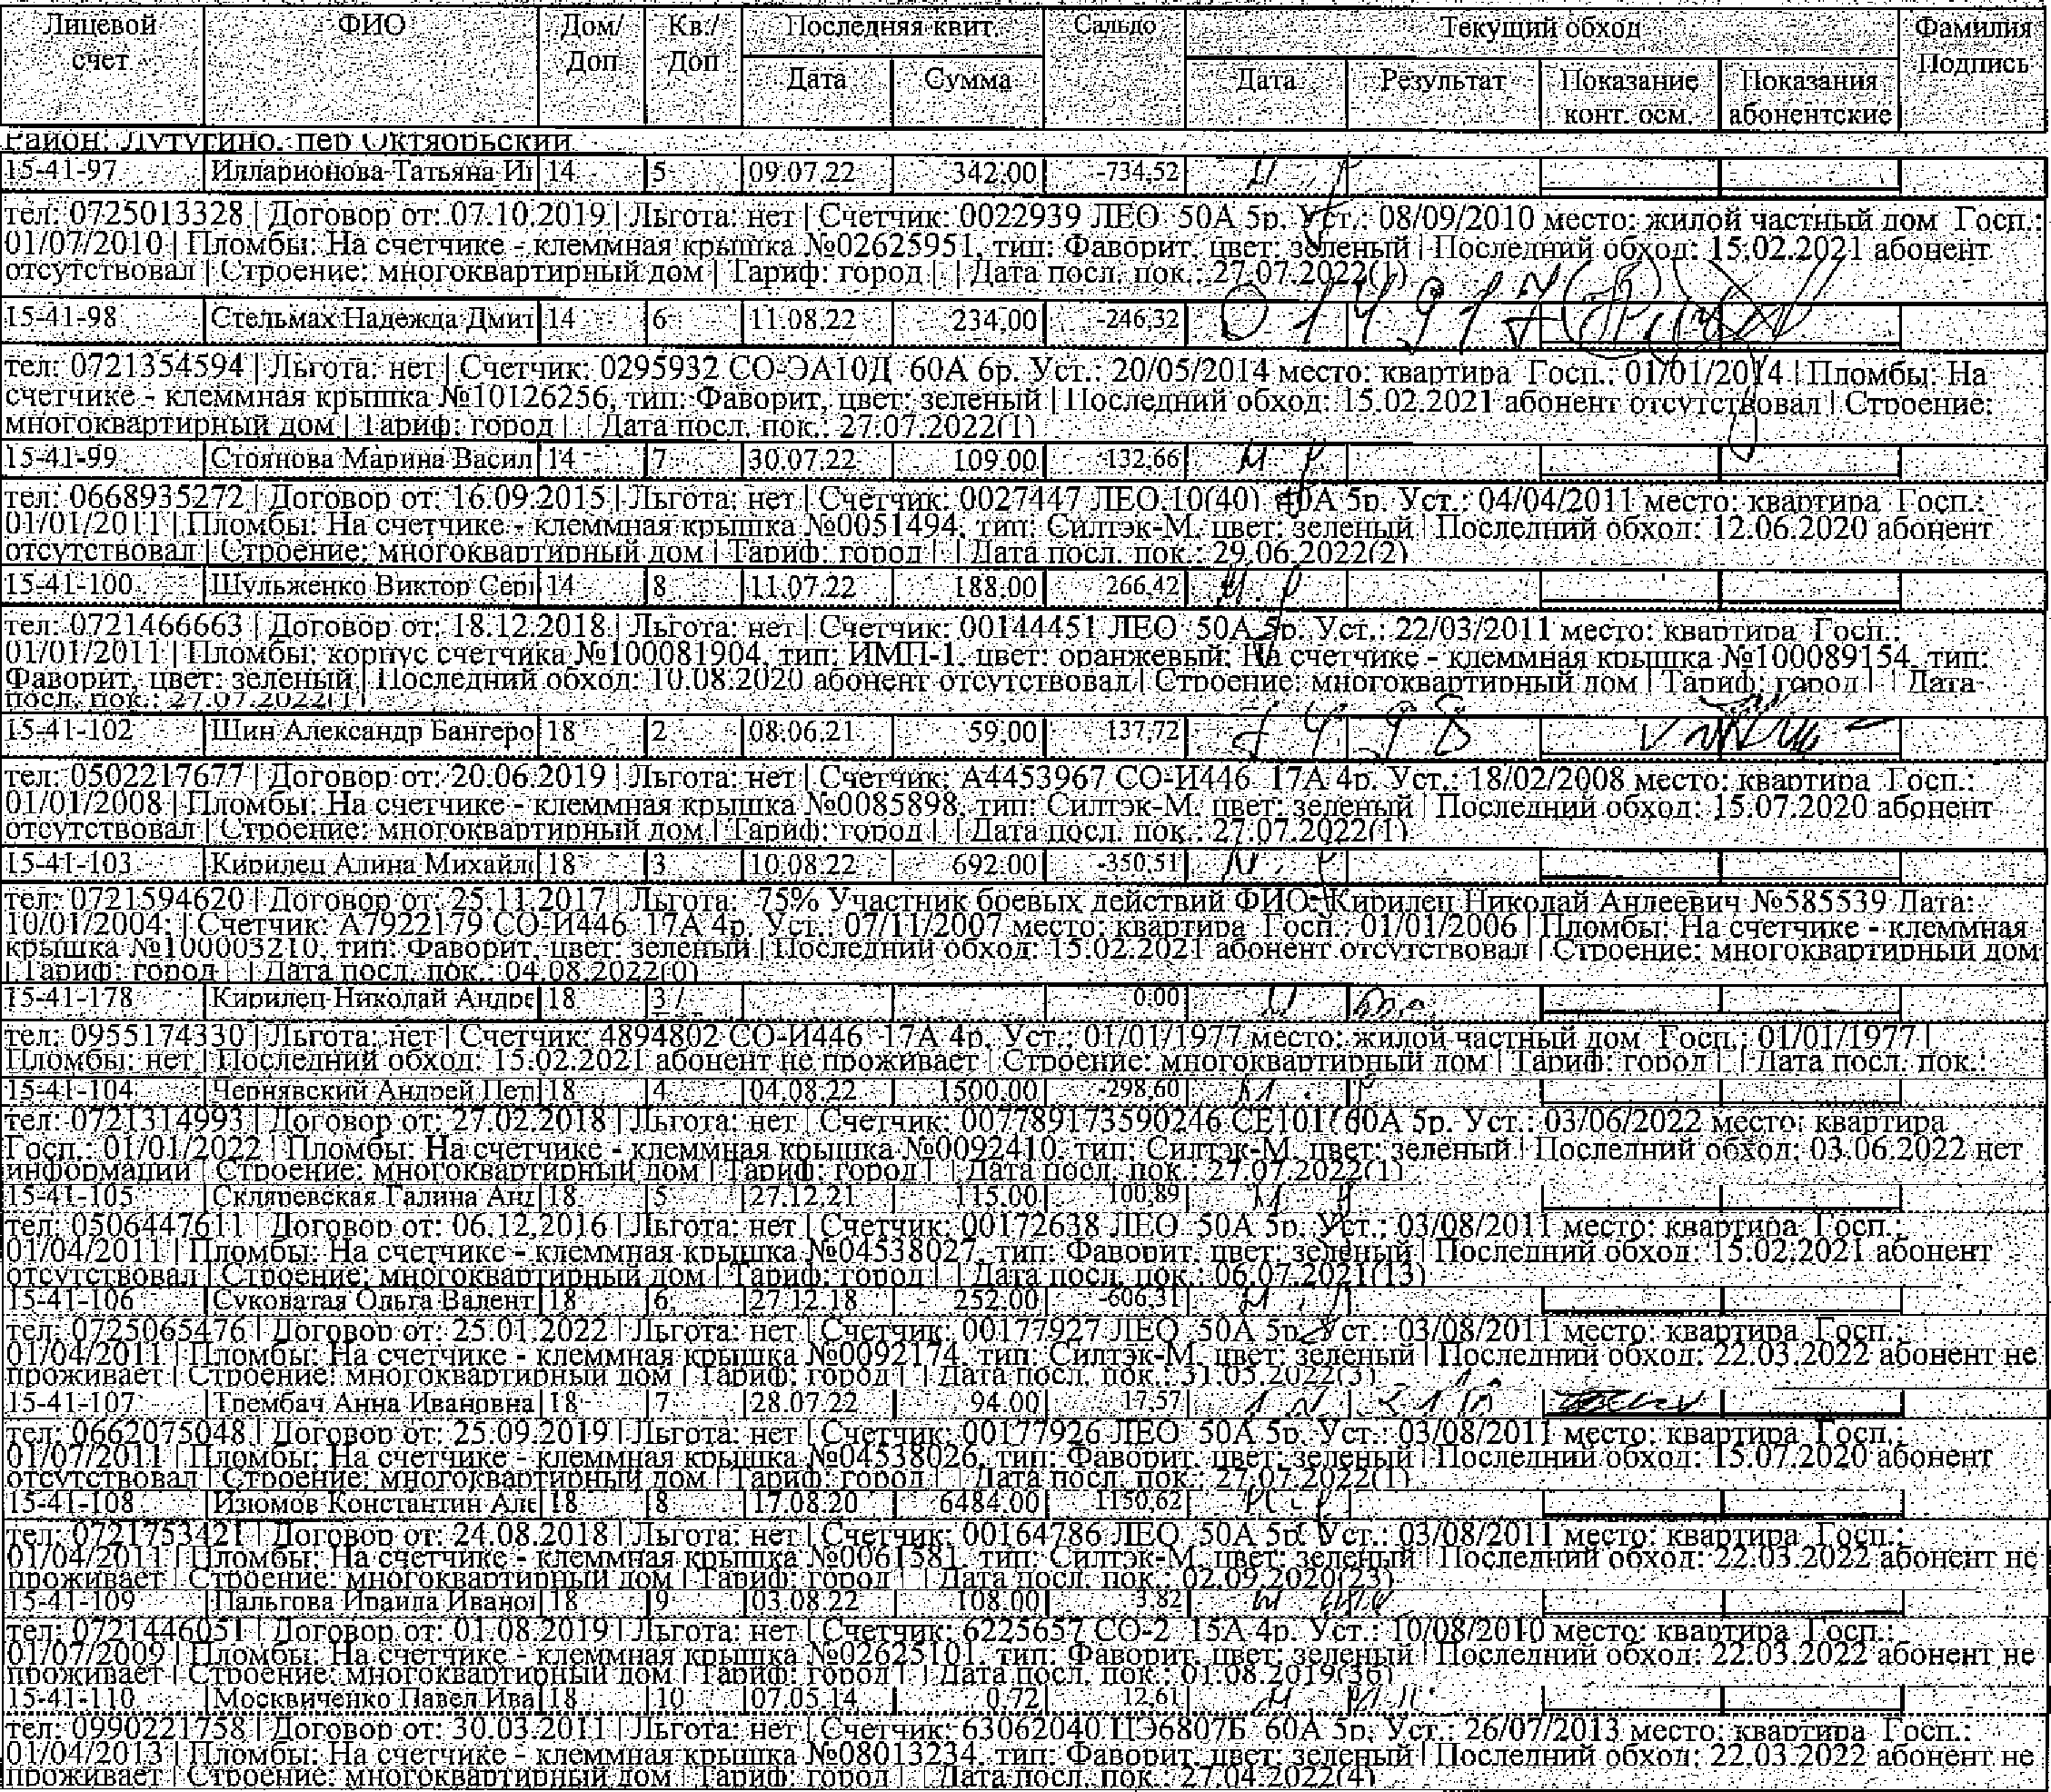 Лицевой счет ФИО Дом/Доп Кв./Доп Последняя квит. Дата Сумма Сальдо Текущий обход Дата Результат Показание конт. осм. Показания абонентские Фамилия Подпись
Район: Лутугино, пер Октябрьский
15-41-97 Илларионова Татьяна Ив 14 5 09.07.22 342,00 -734,52
тел: 0725013328 | Договор от: 07.10.2019 | Льгота: нет | Счетчик: 0022939 ЛЕО 50А 5р. Уст.: 08/09/2010 место: жилой частный дом Госп.:
01/07/2010 | Пломбы: На счетчике - клеммная крышка №02625951, тип: Фаворит, цвет: зеленый | Последний обход: 15.02.2021 абонент
отсутствовал | Строение: многоквартирный дом | Тариф: город | | Дата посл. пок.: 27.07.2022(1)
15-41-98 Стельмах Надежда Дмит 14 6 11.08.22 234,00 -246,32 014917
тел: 0721354594 | Льгота: нет | Счетчик: 0295932 СО-ЭА10Д 60А 6р. Уст.: 20/05/2014 место: квартира Госп.: 01/01/2014 | Пломбы: На
счетчике - клеммная крышка №10126256, тип: Фаворит, цвет: зеленый | Последний обход: 15.02.2021 абонент отсутствовал | Строение:
многоквартирный дом | Тариф: город | | Дата посл. пок.: 27.07.2022(1)
15-41-99 Стоянова Марина Васил 14 7 30.07.22 109,00 132,66
тел: 0668935272 | Договор от: 16.09.2015 | Льгота: нет | Счетчик: 0027447 ЛЕО 10(40) 40А 5р. Уст.: 04/04/2011 место: квартира Госп.:
01/01/2011 | Пломбы: На счетчике - клеммная крышка №0051494, тип: Силтэк-М, цвет: зеленый | Последний обход: 12.06.2020 абонент
отсутствовал | Строение: многоквартирный дом | Тариф: город | | Дата посл. пок.: 29.06.2022(2)
15-41-100 Шульженко Виктор Серг 14 8 11.07.22 188,00 266,42
тел: 0721466663 | Договор от: 18.12.2018 | Льгота: нет | Счетчик: 00144451 ЛЕО 50А 5р. Уст.: 22/03/2011 место: квартира Госп.:
01/01/2011 | Пломбы: корпус счетчика №100081904, тип: ИМП-1, цвет: оранжевый; На счетчике - клеммная крышка №100089154, тип:
Фаворит, цвет: зеленый | Последний обход: 10.08.2020 абонент отсутствовал | Строение: многоквартирный дом | Тариф: город | | Дата
посл. пок.: 27.07.2022(1)
15-41-102 Шин Александр Бангеро 18 2 08.06.21 59,00 137,72 7498
тел: 0502217677 | Договор от: 20.06.2019 | Льгота: нет | Счетчик: А4453967 СО-И446 17А 4р. Уст.: 18/02/2008 место: квартира Госп.:
01/01/2008 | Пломбы: На счетчике - клеммная крышка №0085898, тип: Силтэк-М, цвет: зеленый | Последний обход: 15.07.2020 абонент
отсутствовал | Строение: многоквартирный дом | Тариф: город | | Дата посл. пок.: 27.07.2022(1)
15-41-103 Кирилец Алина Михайло 18 3 10.08.22 692,00 -350,51
тел: 0721594620 | Договор от: 25.11.2017 | Льгота: -75% Участник боевых действий ФИО: Кирилец Николай Андеевич №585539 Дата:
10/01/2004; | Счетчик: А7922179 СО-И446 17А 4р. Уст.: 07/11/2007 место: квартира Госп.: 01/01/2006 | Пломбы: На счетчике - клеммная
крышка №100003210, тип: Фаворит, цвет: зеленый | Последний обход: 15.02.2021 абонент отсутствовал | Строение: многоквартирный дом
| Тариф: город | | Дата посл. пок.: 04.08.2022(0)
15-41-178 Кирилец Николай Андре 18 3 / 0,00
тел: 0955174330 | Льгота: нет | Счетчик: 4894802 СО-И446 17А 4р. Уст.: 01/01/1977 место: жилой частный дом Госп.: 01/01/1977 |
Пломбы: нет | Последний обход: 15.02.2021 абонент не проживает | Строение: многоквартирный дом | Тариф: город | | Дата посл. пок.:
15-41-104 Чернявский Андрей Пет 18 4 04.08.22 1500,00 -298,60
тел: 0721314993 | Договор от: 27.02.2018 | Льгота: нет | Счетчик: 007789173590246 СЕ101 60А 5р. Уст.: 03/06/2022 место: квартира
Госп.: 01/01/2022 | Пломбы: На счетчике - клеммная крышка №0092410, тип: Силтэк-М, цвет: зеленый | Последний обход: 03.06.2022 нет
информации | Строение: многоквартирный дом | Тариф: город | | Дата посл. пок.: 27.07.2022(1)
15-41-105 Скляревская Галина Анд 18 5 27.12.21 115,00 100,89
тел: 0506447611 | Договор от: 06.12.2016 | Льгота: нет | Счетчик: 00172638 ЛЕО 50А 5р. Уст.: 03/08/2011 место: квартира Госп.:
01/04/2011 | Пломбы: На счетчике - клеммная крышка №04538027, тип: Фаворит, цвет: зеленый | Последний обход: 15.02.2021 абонент
отсутствовал | Строение: многоквартирный дом | Тариф: город | | Дата посл. пок.: 06.07.2021(13)
15-41-106 Суковатая Ольга Валент 18 6 27.12.18 252,00 -606,31
тел: 0725065476 | Договор от: 25.01.2022 | Льгота: нет | Счетчик: 00177927 ЛЕО 50А 5р. Уст.: 03/08/2011 место: квартира Госп.:
01/04/2011 | Пломбы: На счетчике - клеммная крышка №0092174, тип: Силтэк-М, цвет: зеленый | Последний обход: 22.03.2022 абонент не
проживает | Строение: многоквартирный дом | Тариф: город | | Дата посл. пок.: 31.05.2022(3)
15-41-107 Трембач Анна Ивановна 18 7 28.07.22 94,00 17,57
тел: 0662075048 | Договор от: 25.09.2019 | Льгота: нет | Счетчик: 00177926 ЛЕО 50А 5р. Уст.: 03/08/2011 место: квартира Госп.:
01/07/2011 | Пломбы: На счетчике - клеммная крышка №04538026, тип: Фаворит, цвет: зеленый | Последний обход: 15.07.2020 абонент
отсутствовал | Строение: многоквартирный дом | Тариф: город | | Дата посл. пок.: 27.07.2022(1)
15-41-108 Изюмов Константин Але 18 8 17.08.20 6484,00 1150,62
тел: 0721753421 | Договор от: 24.08.2018 | Льгота: нет | Счетчик: 00164786 ЛЕО 50А 5р. Уст.: 03/08/2011 место: квартира Госп.:
01/04/2011 | Пломбы: На счетчике - клеммная крышка №0061581, тип: Силтэк-М, цвет: зеленый | Последний обход: 22.03.2022 абонент не
проживает | Строение: многоквартирный дом | Тариф: город | | Дата посл. пок.: 02.09.2020(23)
15-41-109 Пальгова Ираида Ивано 18 9 03.08.22 108,00 3,82
тел: 0721446051 | Договор от: 01.08.2019 | Льгота: нет | Счетчик: 6225657 СО-2 15А 4р. Уст.: 10/08/2010 место: квартира Госп.:
01/07/2009 | Пломбы: На счетчике - клеммная крышка №02625101, тип: Фаворит, цвет: зеленый | Последний обход: 22.03.2022 абонент не
проживает | Строение: многоквартирный дом | Тариф: город | | Дата посл. пок.: 01.08.2019(36)
15-41-110 Москвиченко Павел Ива 18 10 07.05.14 0,72 12,61
тел: 0990221758 | Договор от: 30.03.2011 | Льгота: нет | Счетчик: 63062040 ЦЭ6807Б 60А 5р. Уст.: 26/07/2013 место: квартира Госп.:
01/04/2013 | Пломбы: На счетчике - клеммная крышка №08013234, тип: Фаворит, цвет: зеленый | Последний обход: 22.03.2022 абонент не
проживает | Строение: многоквартирный дом | Тариф: город | | Дата посл. пок.: 27.04.2022(4)